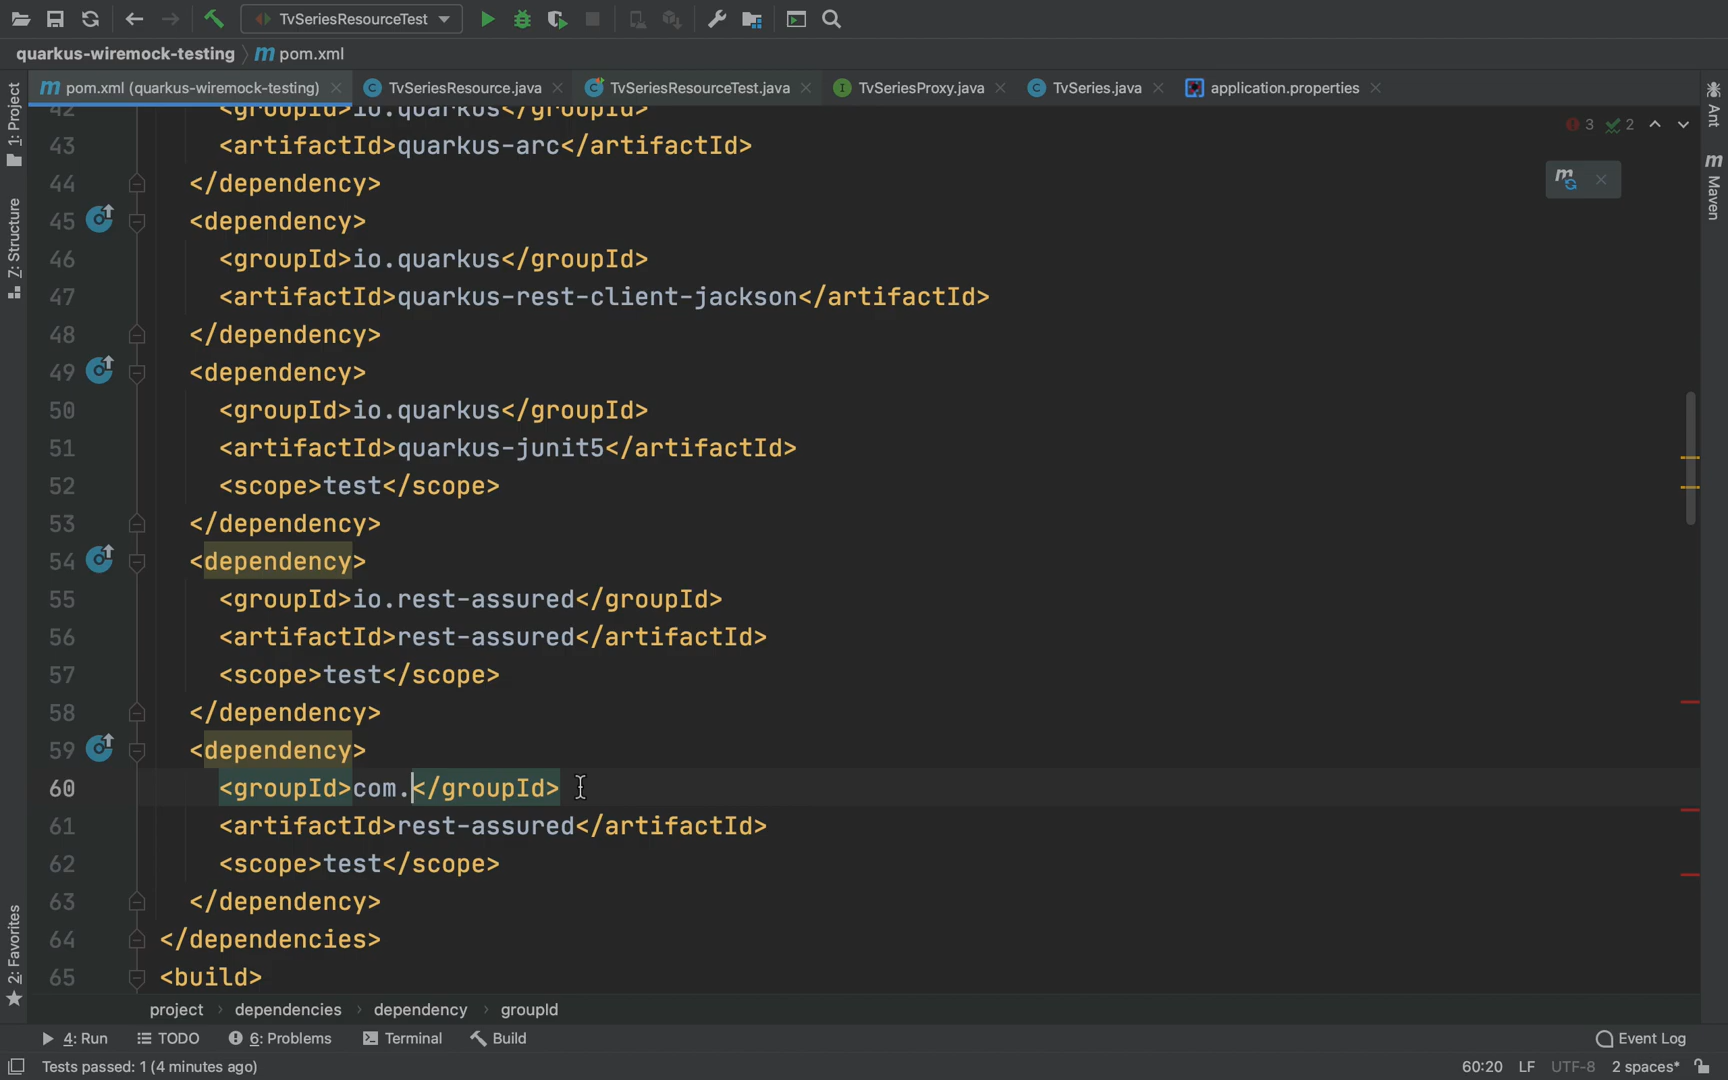 TvSeriesResourceTest
quarkus-wiremock-testing
pom.xml
pom.xml (quarkus-wiremock-testing)
TvSeriesResource.java
TvSeriesResourceTest.java
TvSeriesProxy.java
TvSeries.java
application.properties
1: Project
7: Structure
2: Favorites
Ant
Maven
3
2
42 <groupId>io.quarkus</groupId>
43 <artifactId>quarkus-arc</artifactId>
44 </dependency>
45 <dependency>
46 <groupId>io.quarkus</groupId>
47 <artifactId>quarkus-rest-client-jackson</artifactId>
48 </dependency>
49 <dependency>
50 <groupId>io.quarkus</groupId>
51 <artifactId>quarkus-junit5</artifactId>
52 <scope>test</scope>
53 </dependency>
54 <dependency>
55 <groupId>io.rest-assured</groupId>
56 <artifactId>rest-assured</artifactId>
57 <scope>test</scope>
58 </dependency>
59 <dependency>
60 <groupId>com.</groupId>
61 <artifactId>rest-assured</artifactId>
62 <scope>test</scope>
63 </dependency>
64 </dependencies>
65 <build>
project › dependencies › dependency › groupId
4: Run
TODO
6: Problems
Terminal
Build
Event Log
Tests passed: 1 (4 minutes ago)
60:20 LF UTF-8 2 spaces*